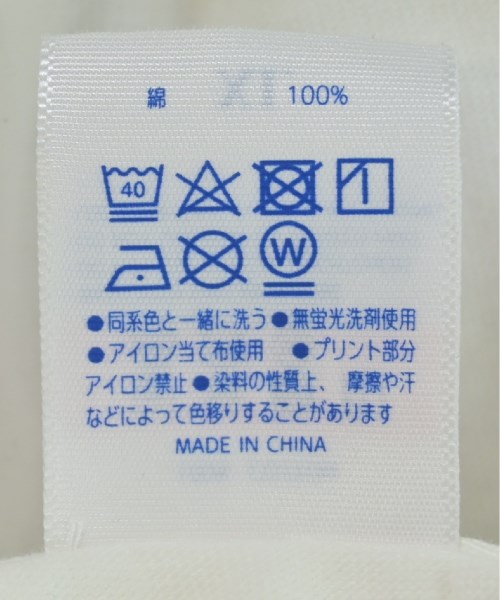 綿 100%
40
W
●同系色と一緒に洗う●無蛍光洗剤使用
●アイロン当て布使用 ●プリント部分
アイロン禁止●染料の性質上、摩擦や汗
などによって色移りすることがあります
MADE IN CHINA